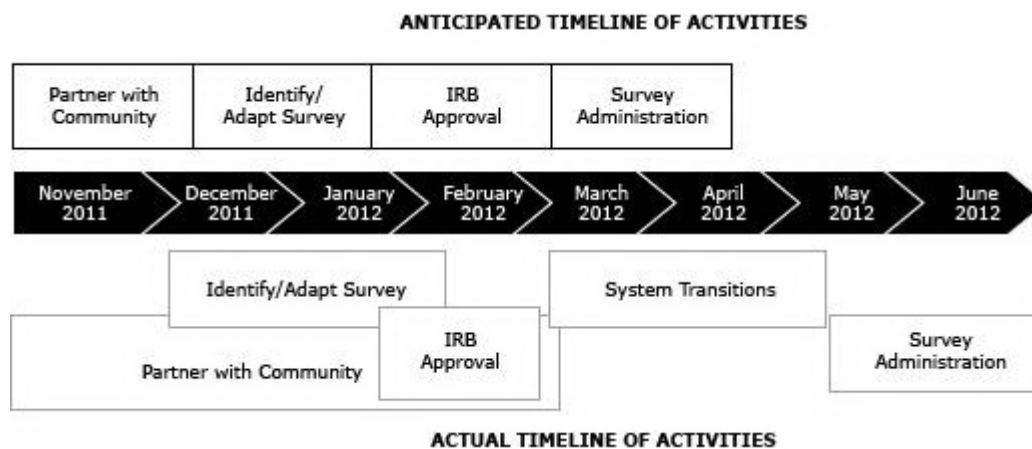 ANTICIPATED TIMELINE OF ACTIVITIES
Partner with
Community
Identify/
Adapt Survey
IRB
Approval
Survey
Administration
November
2011
December
2011
January
2012
February
2012
March
2012
April
2012
May
2012
June
2012
Identify/Adapt Survey
System Transitions
IRB
Approval
Partner with Community
Survey
Administration
ACTUAL TIMELINE OF ACTIVITIES